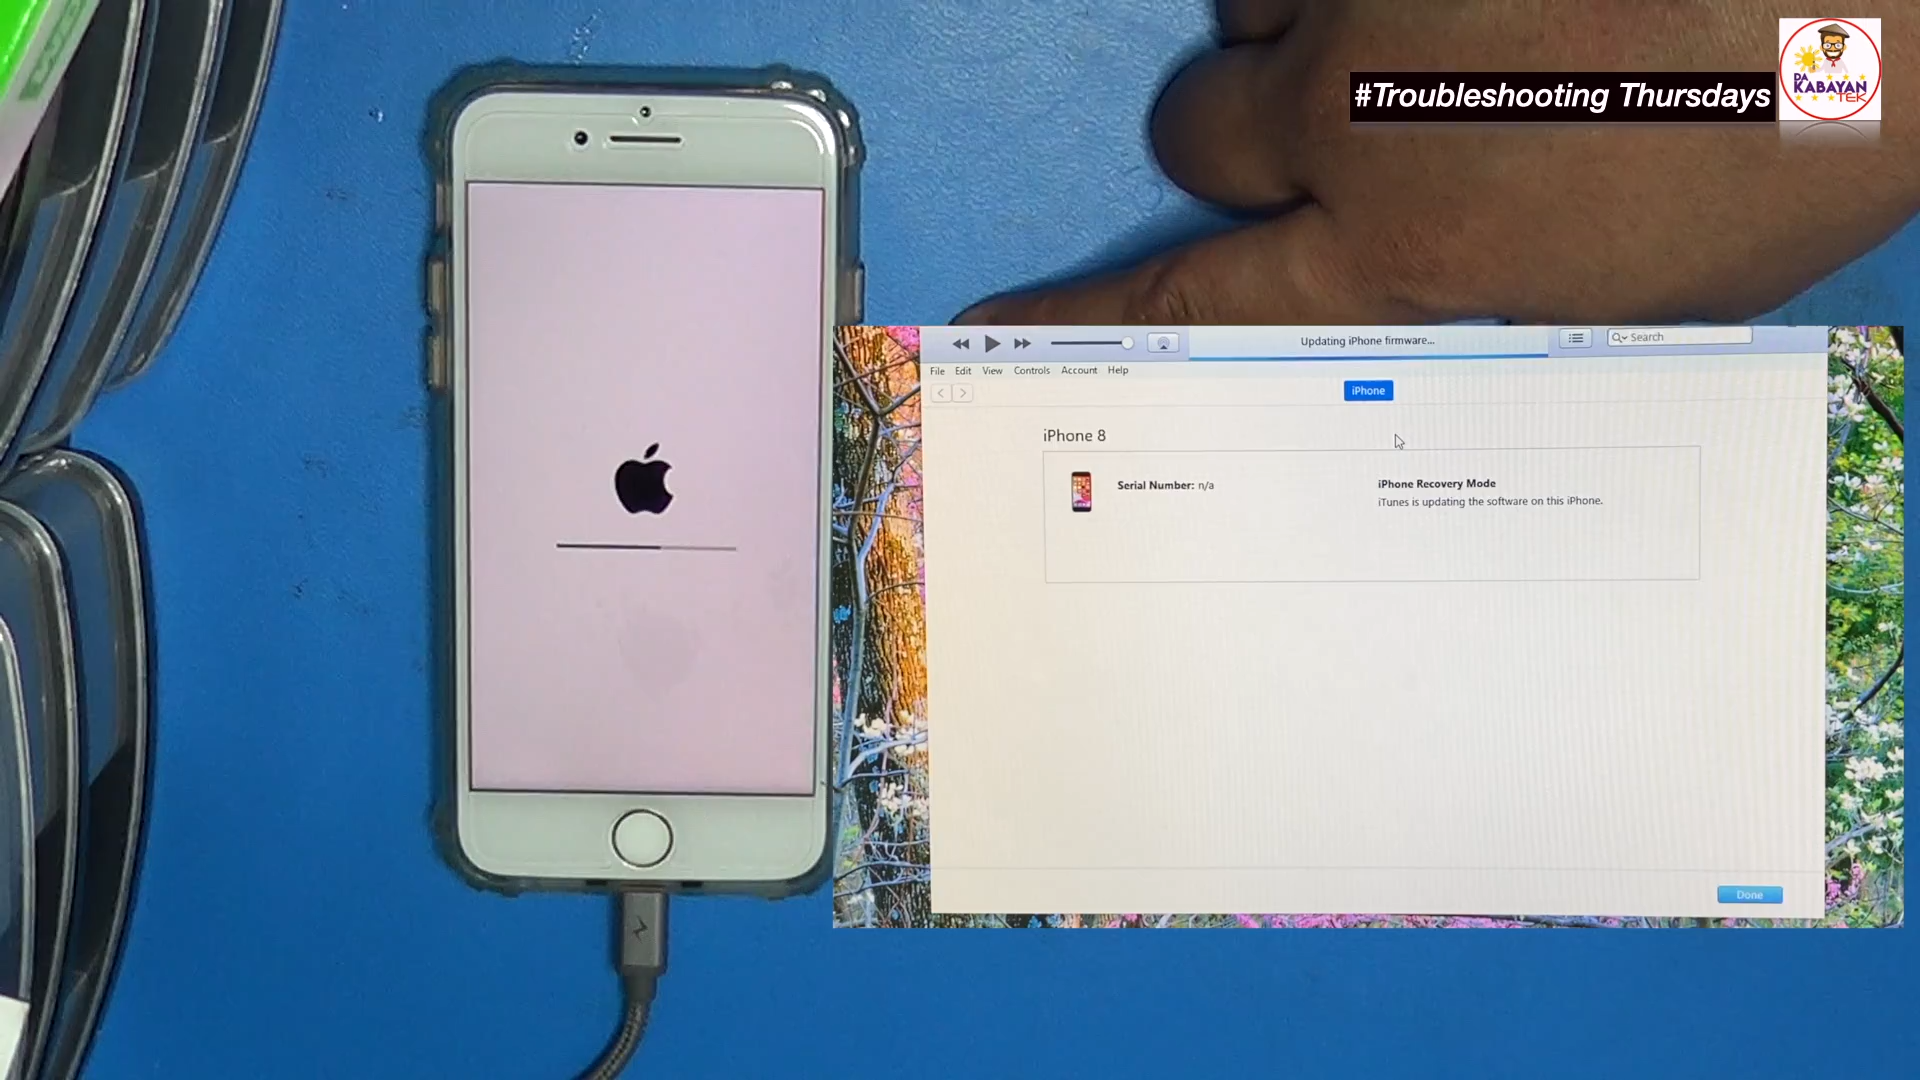 #Troubleshooting Thursdays
DA
KABAYAN
TEK
Updating iPhone firmware...
Search
File Edit View Controls Account Help
iPhone
iPhone 8
Serial Number: n/a
iPhone Recovery Mode
iTunes is updating the software on this iPhone.
Done